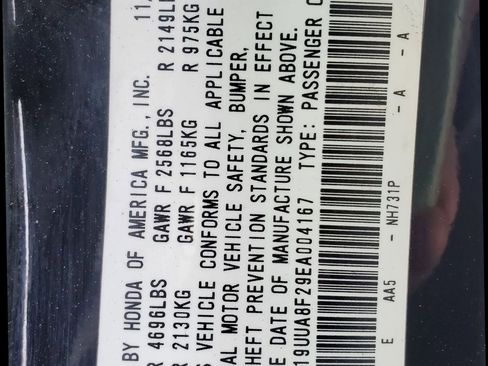 BY HONDA OF AMERICA MFG., INC. 11
R 4696LBS GAWR F 2568LBS R 2149L
R 2130KG GAWR F 1165KG R 975KG
S VEHICLE CONFORMS TO ALL APPLICABLE
AL MOTOR VEHICLE SAFETY, BUMPER,
HEFT PREVENTION STANDARDS IN EFFECT
E DATE OF MANUFACTURE SHOWN ABOVE.
19UUA8F29EA004167 TYPE: PASSENGER C
E AA5 - NH731P - A - A